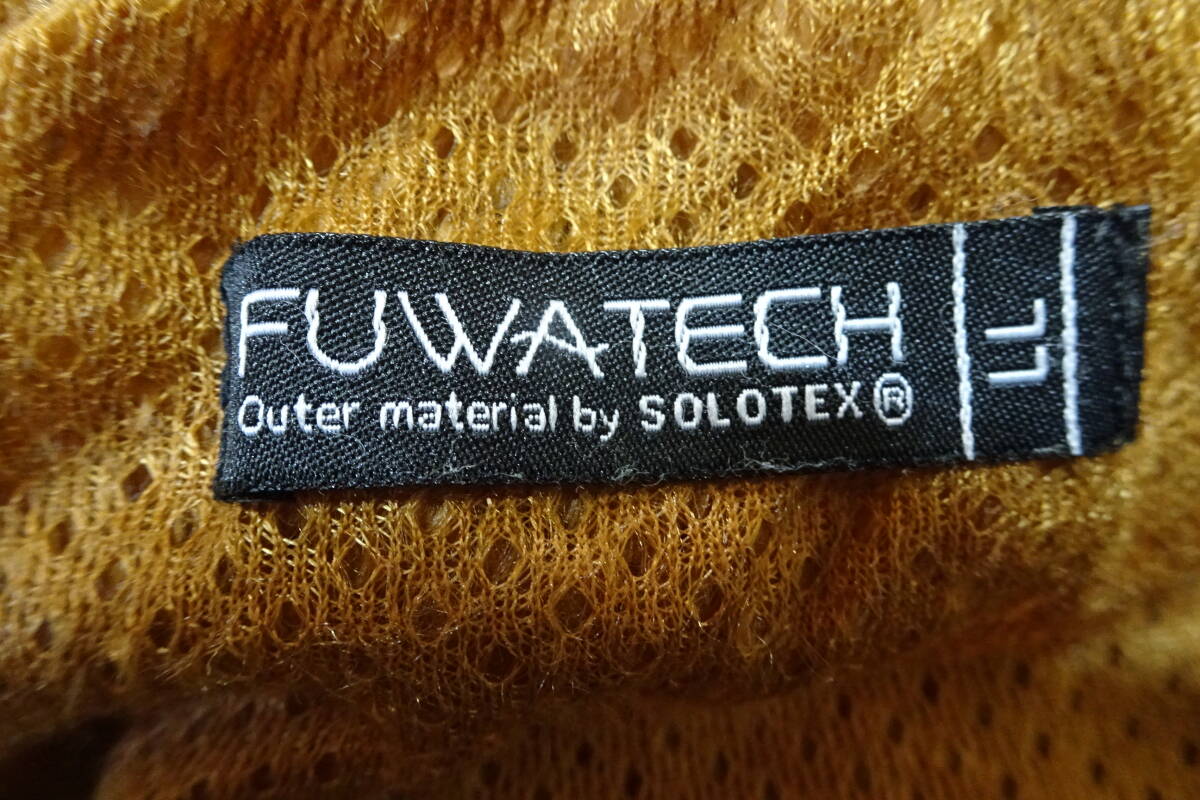 FUWATECH
Outer material by SOLOTEX®
LL